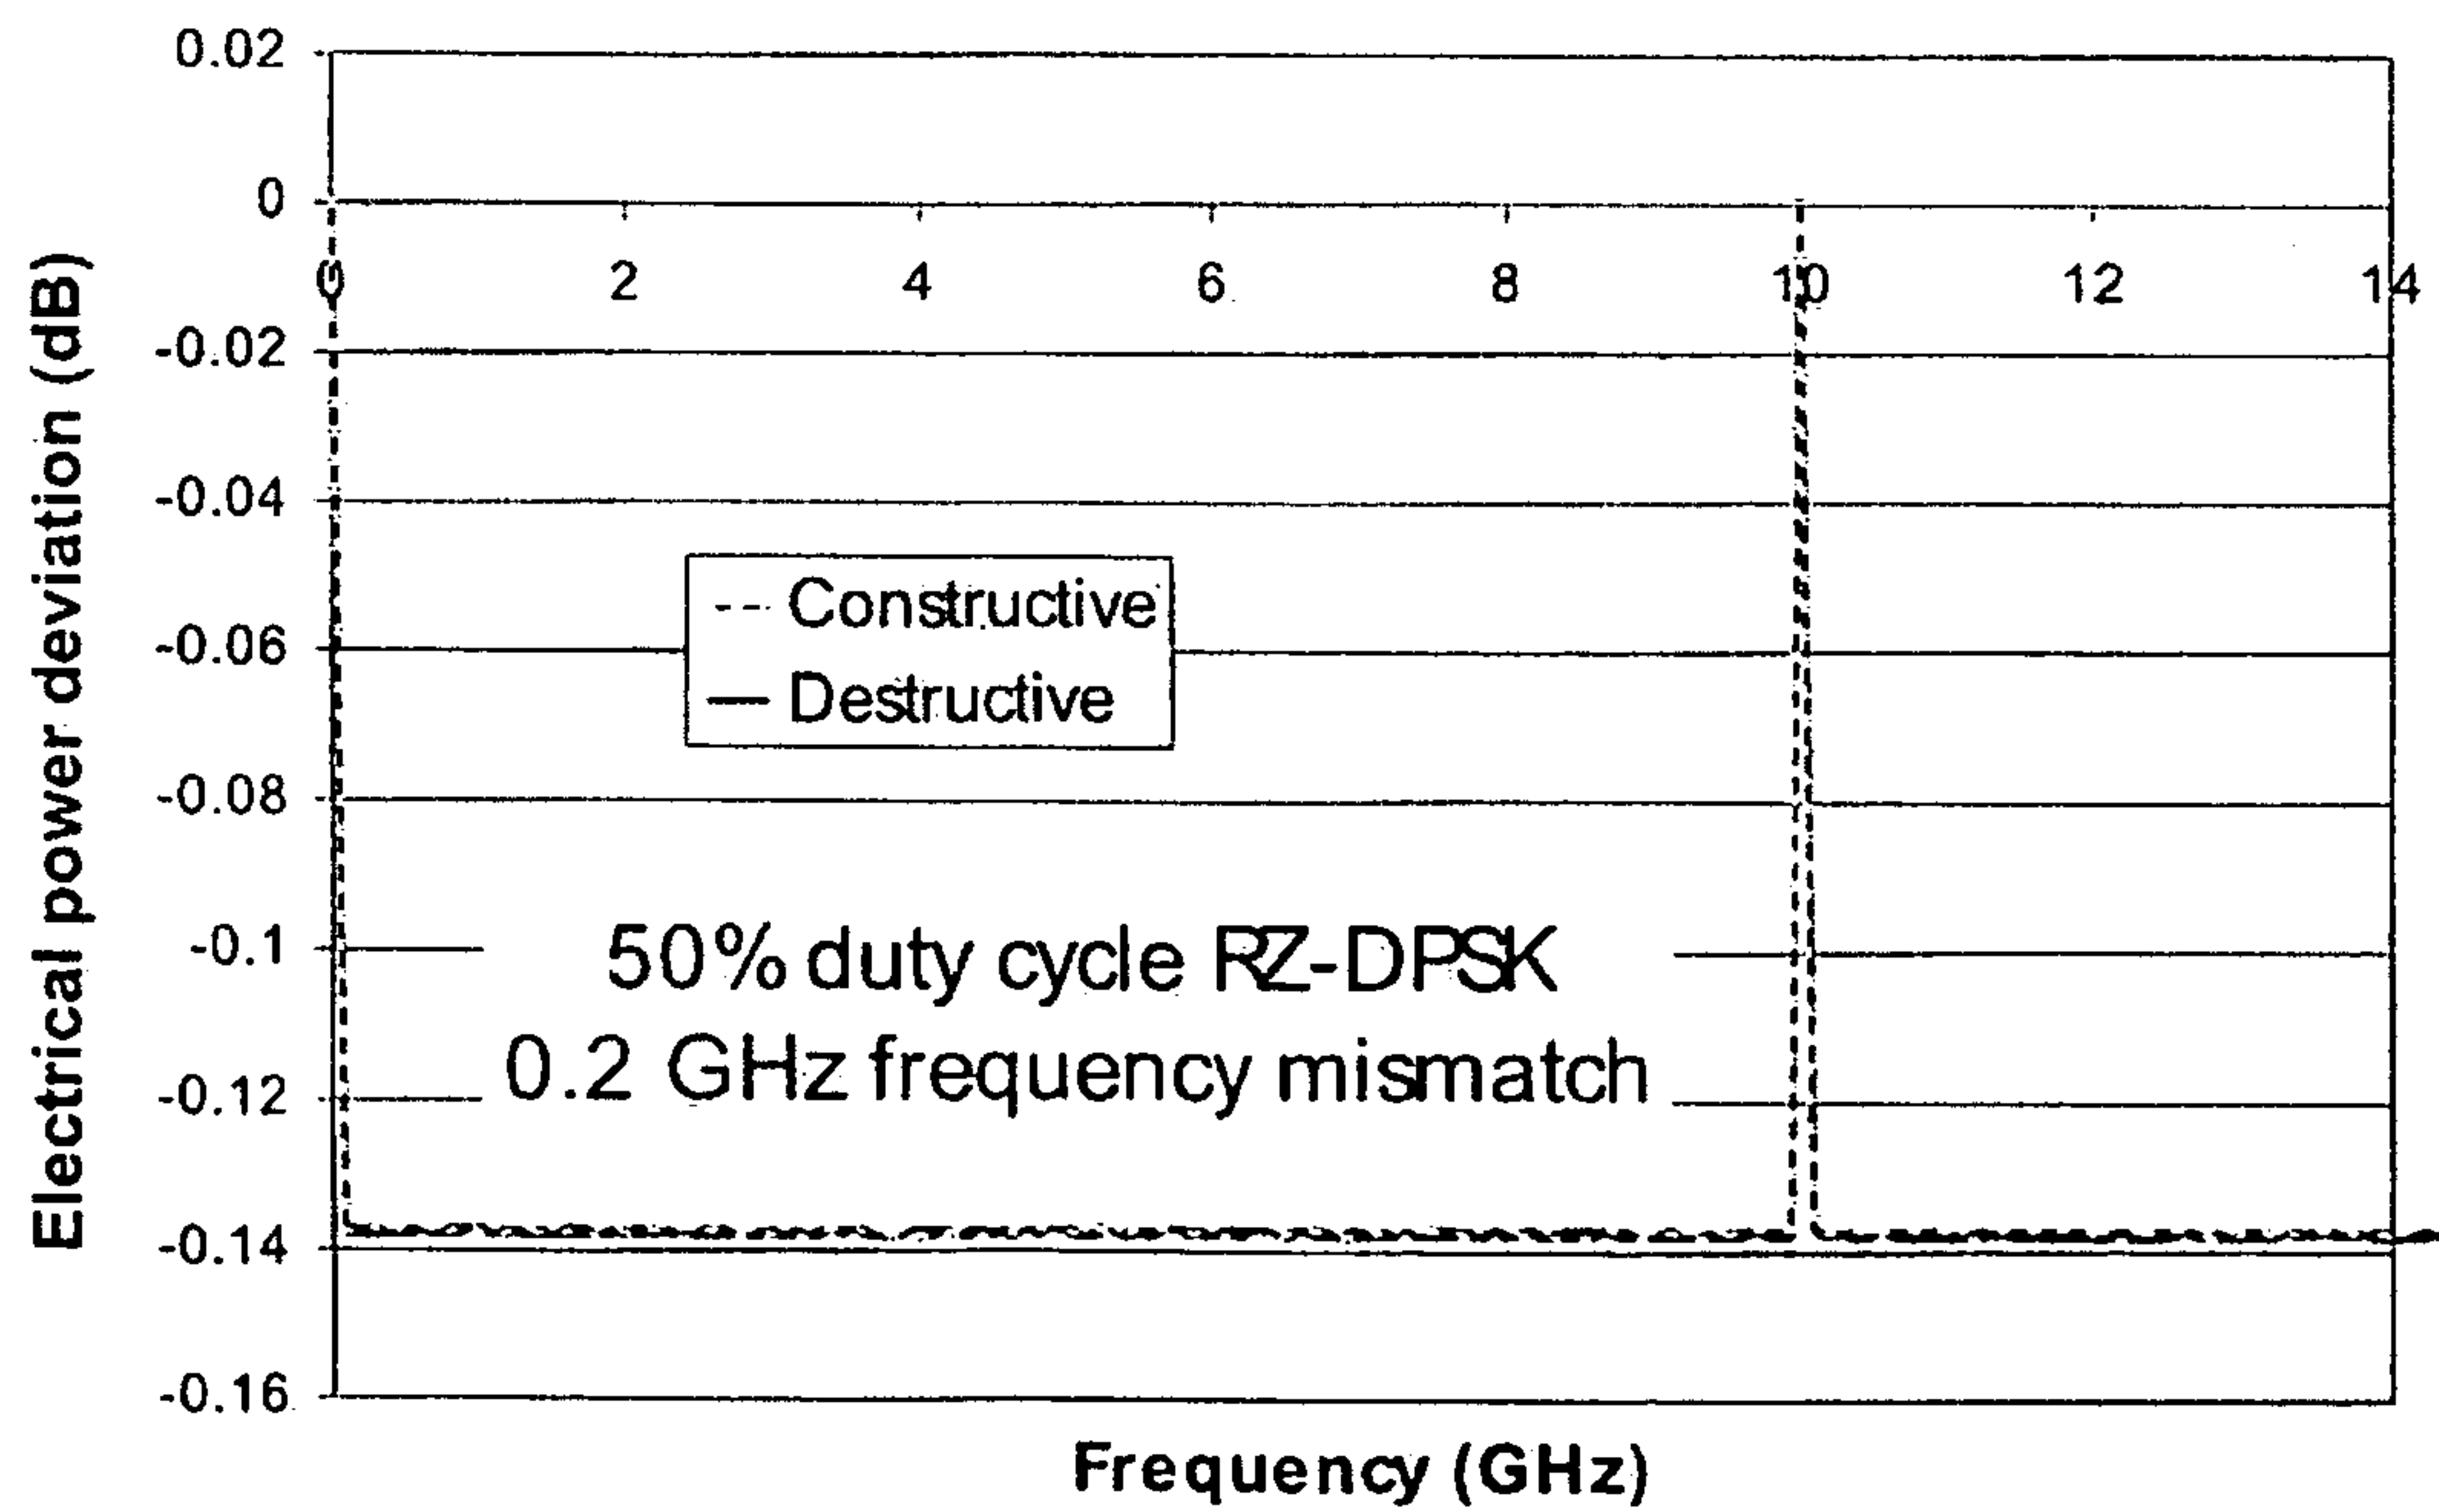 0.02
0
0 2 4 6 8 10 12 14
-0.02
-0.04
Constructive
-0.06
Destructive
-0.08
-0.1
50% duty cycle RZ-DPSK
0.2 GHz frequency mismatch
-0.12
-0.14
-0.16
Electrical power deviation (dB)
Frequency (GHz)